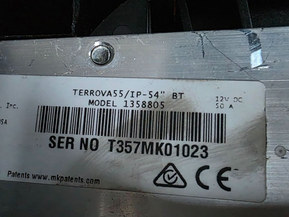 TERROVA55/IP-54" BT
MODEL 1358805
12V DC
50 A
, Inc.
SER NO T357MK01023
Patents www.mkpatents.com